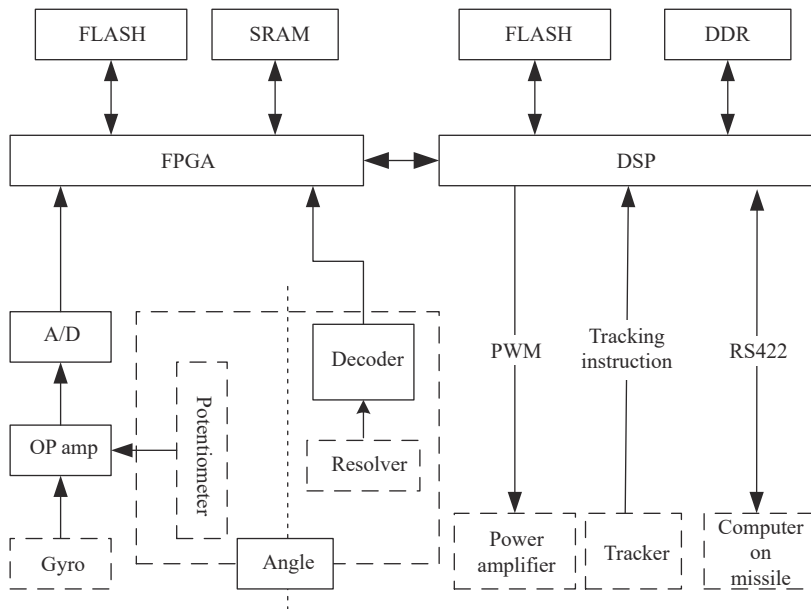 FLASH
SRAM
FLASH
DDR
FPGA
DSP
A/D
Decoder
PWM
Tracking
instruction
RS422
Potentiometer
OP amp
Resolver
Gyro
Angle
Power
amplifier
Tracker
Computer
on
missile